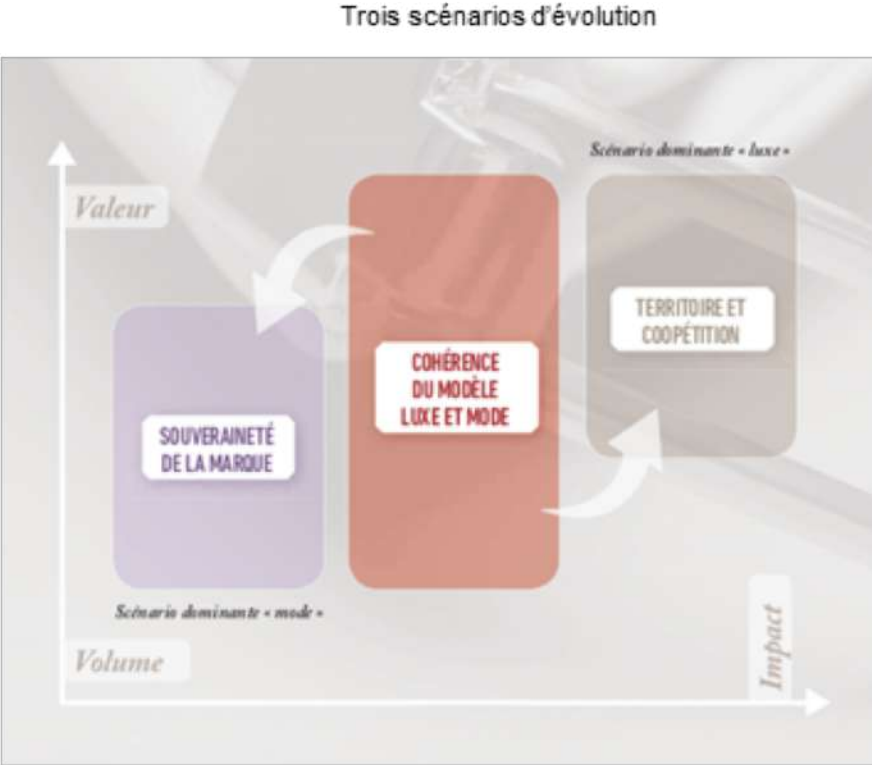 Trois scénarios d'évolution
Scénario dominante « luxe »
Valeur
TERRITOIRE ET
COOPÉTITION
COHÉRENCE
DU MODÈLE
LUXE ET MODE
SOUVERAINETÉ
DE LA MARQUE
Scénario dominante « mode »
Volume
Impact